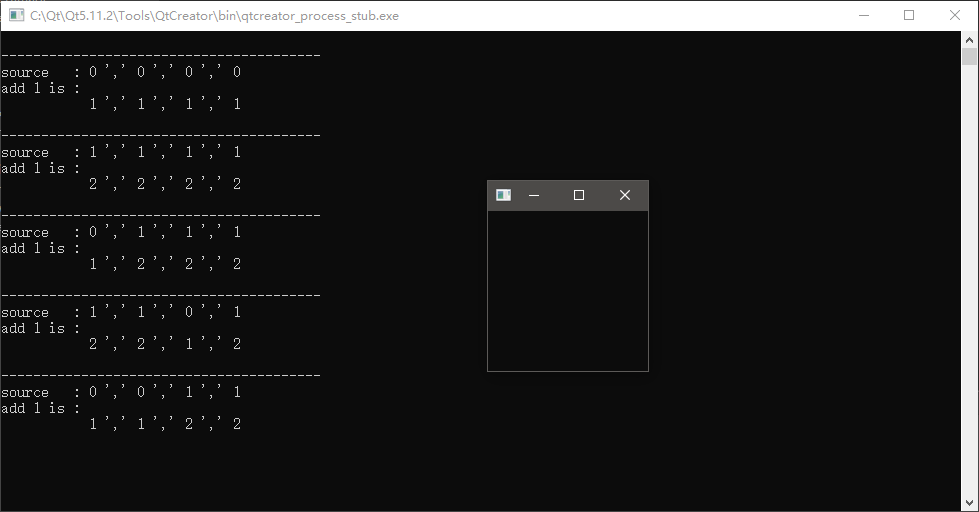 C:\Qt\Qt5.11.2\Tools\QtCreator\bin\qtcreator_process_stub.exe
----------------------------------------
source   : 0 ',' 0 ',' 0 ',' 0
add 1 is :
           1 ',' 1 ',' 1 ',' 1
----------------------------------------
source   : 1 ',' 1 ',' 1 ',' 1
add 1 is :
           2 ',' 2 ',' 2 ',' 2
----------------------------------------
source   : 0 ',' 1 ',' 1 ',' 1
add 1 is :
           1 ',' 2 ',' 2 ',' 2
----------------------------------------
source   : 1 ',' 1 ',' 0 ',' 1
add 1 is :
           2 ',' 2 ',' 1 ',' 2
----------------------------------------
source   : 0 ',' 0 ',' 1 ',' 1
add 1 is :
           1 ',' 1 ',' 2 ',' 2